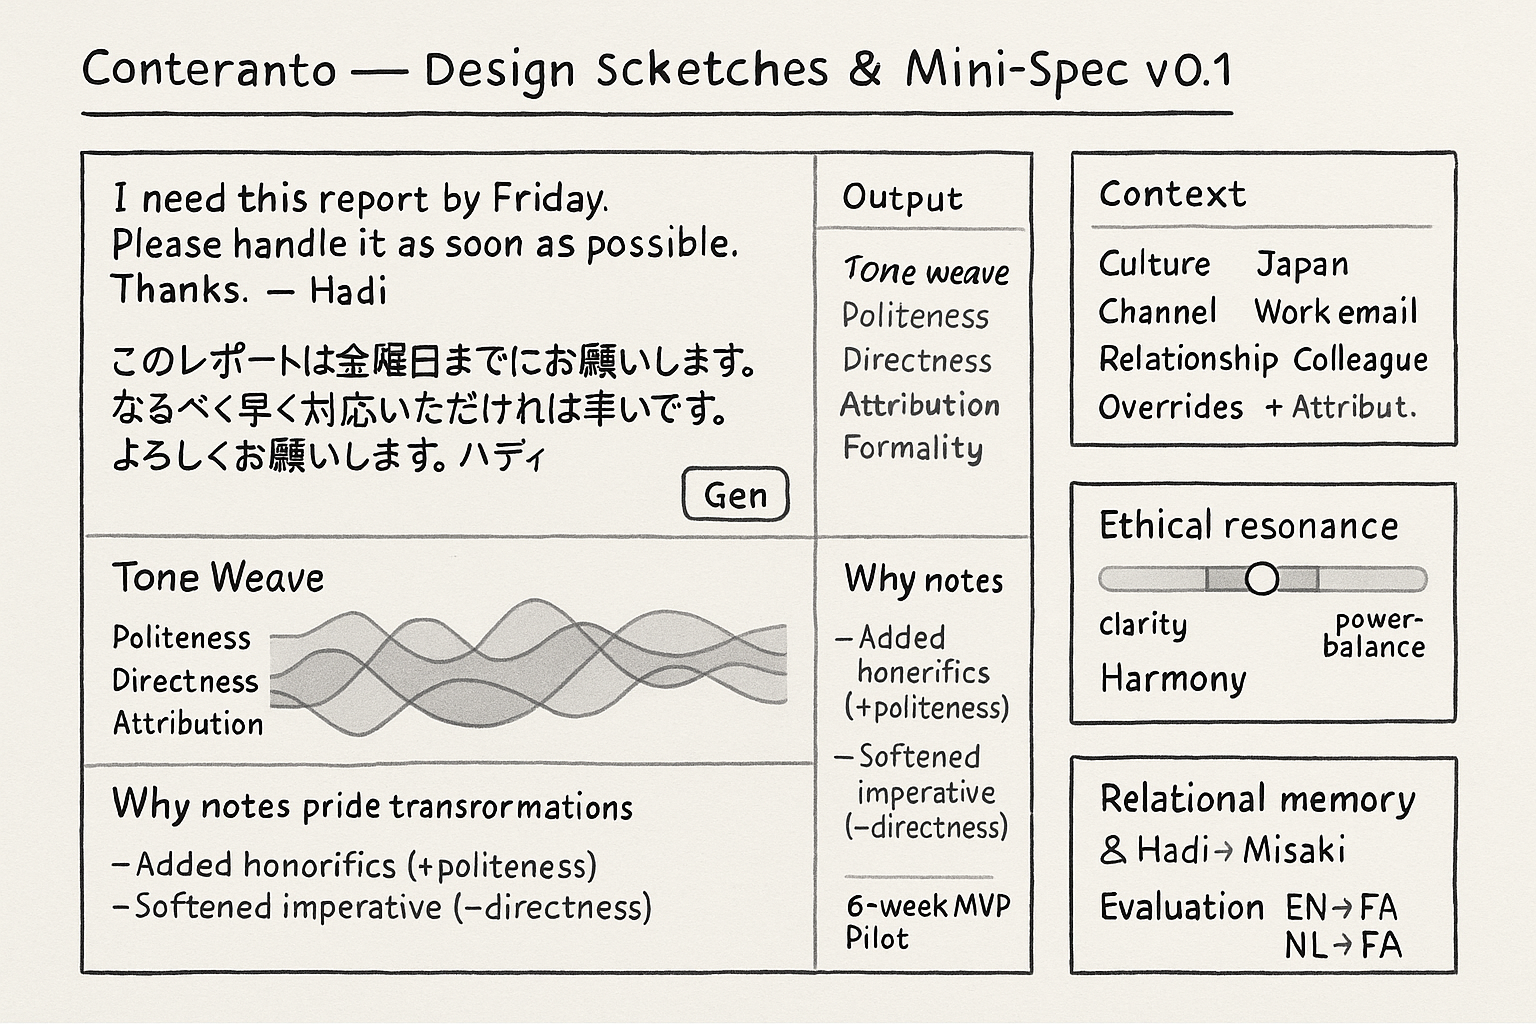 Conteranto — Design Scketches & Mini-Spec v0.1
I need this report by Friday.
Please handle it as soon as possible.
Thanks. — Hadi
このレポートは金曜日までにお願いします。
なるべく早く対応いただければ幸いです。
よろしくお願いします。ハディ
Gen
Output
Tone weave
Politeness
Directness
Attribution
Formality
Tone Weave
Politeness
Directness
Attribution
Why notes pride transrormations
– Added honorifics (+politeness)
– Softened imperative (–directness)
Why notes
– Added
honerifics
(+politeness)
– Softened
imperative
(–directness)
6-week MVP
Pilot
Context
Culture Japan
Channel Work email
Relationship Colleague
Overrides + Attribut.
Ethical resonance
clarity
power-
balance
Harmony
Relational memory
& Hadi→Misaki
Evaluation EN→FA
NL→FA